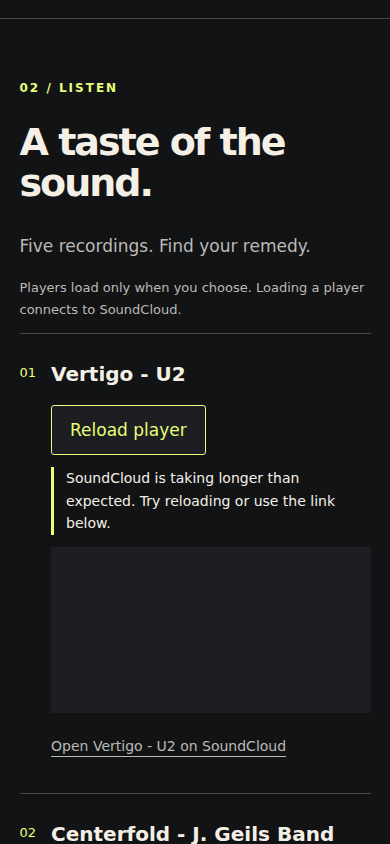 02 / LISTEN
A taste of the
sound.
Five recordings. Find your remedy.
Players load only when you choose. Loading a player
connects to SoundCloud.
01 Vertigo - U2
Reload player
SoundCloud is taking longer than
expected. Try reloading or use the link
below.
Open Vertigo - U2 on SoundCloud
02 Centerfold - J. Geils Band